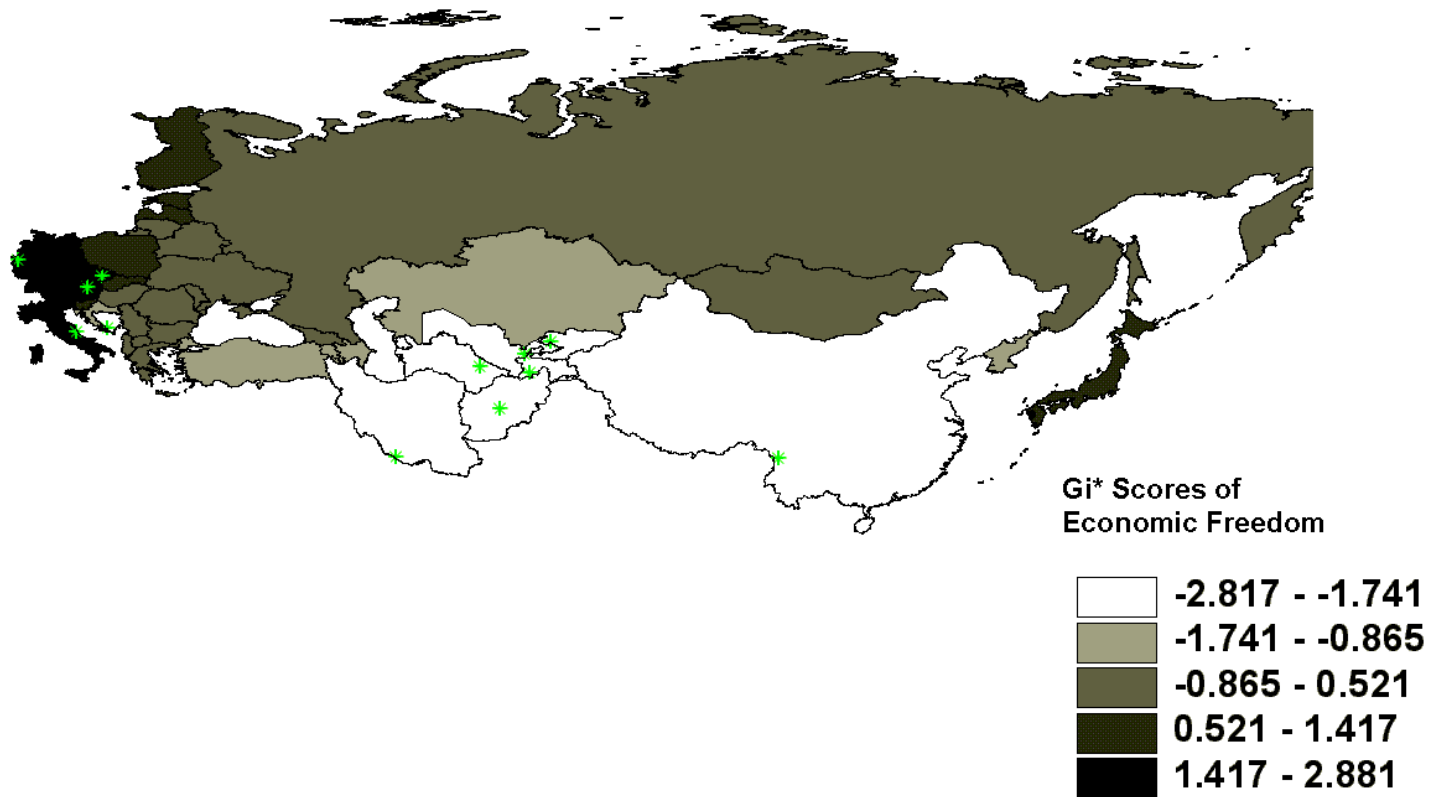 Gi* Scores of
Economic Freedom
-2.817 - -1.741
-1.741 - -0.865
-0.865 - 0.521
0.521 - 1.417
1.417 - 2.881